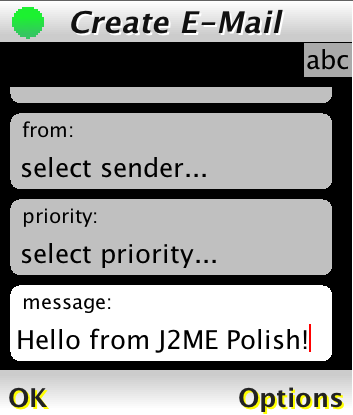 Create E-Mail
abc
from:
select sender...
priority:
select priority...
message:
Hello from J2ME Polish!
OK Options